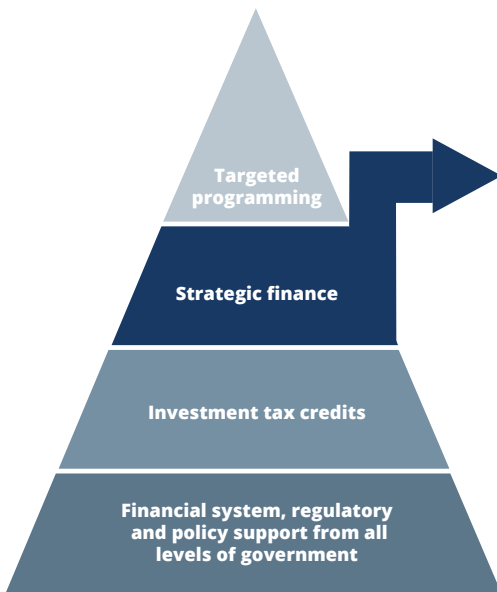 Targeted
programming
Strategic finance
Investment tax credits
Financial system, regulatory
and policy support from all
levels of government